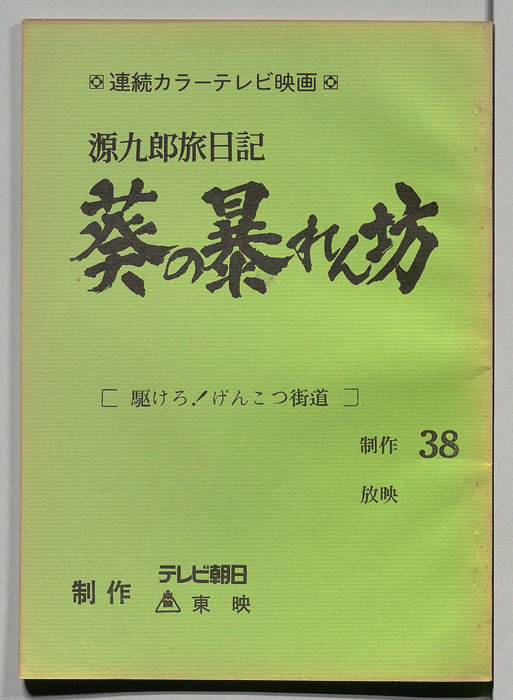 連続カラーテレビ映画
源九郎旅日記
葵の暴れん坊
[ 駆けろ!げんこつ街道 ]
制作 38
放映
制作 テレビ朝日
東映